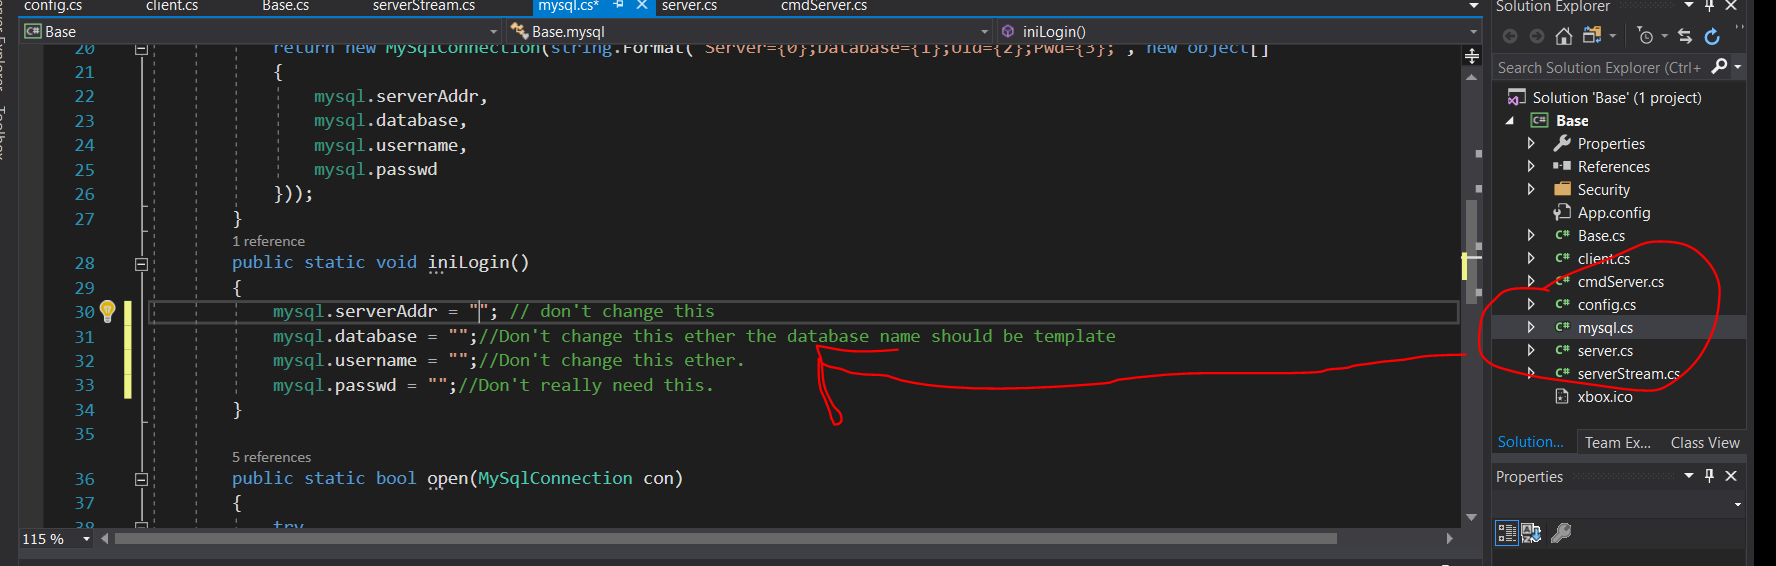 config.cs client.cs Base.cs serverStream.cs mysql.cs* server.cs cmdServer.cs
Base Base.mysql iniLogin()
20 return new MySqlConnection(string.Format("Server={0};Database={1};Uid={2};Pwd={3};", new object[]
21 {
22 mysql.serverAddr,
23 mysql.database,
24 mysql.username,
25 mysql.passwd
26 }));
27 }
1 reference
28 public static void iniLogin()
29 {
30 mysql.serverAddr = ""; // don't change this
31 mysql.database = "";//Don't change this ether the database name should be template
32 mysql.username = "";//Don't change this ether.
33 mysql.passwd = "";//Don't really need this.
34 }
35
5 references
36 public static bool open(MySqlConnection con)
37 {
38 try
115 %
Solution Explorer
Search Solution Explorer (Ctrl+
Solution 'Base' (1 project)
C# Base
Properties
References
Security
App.config
C# Base.cs
C# client.cs
C# cmdServer.cs
C# config.cs
C# mysql.cs
C# server.cs
C# serverStream.cs
xbox.ico
Solution... Team Ex... Class View
Properties
Toolbox